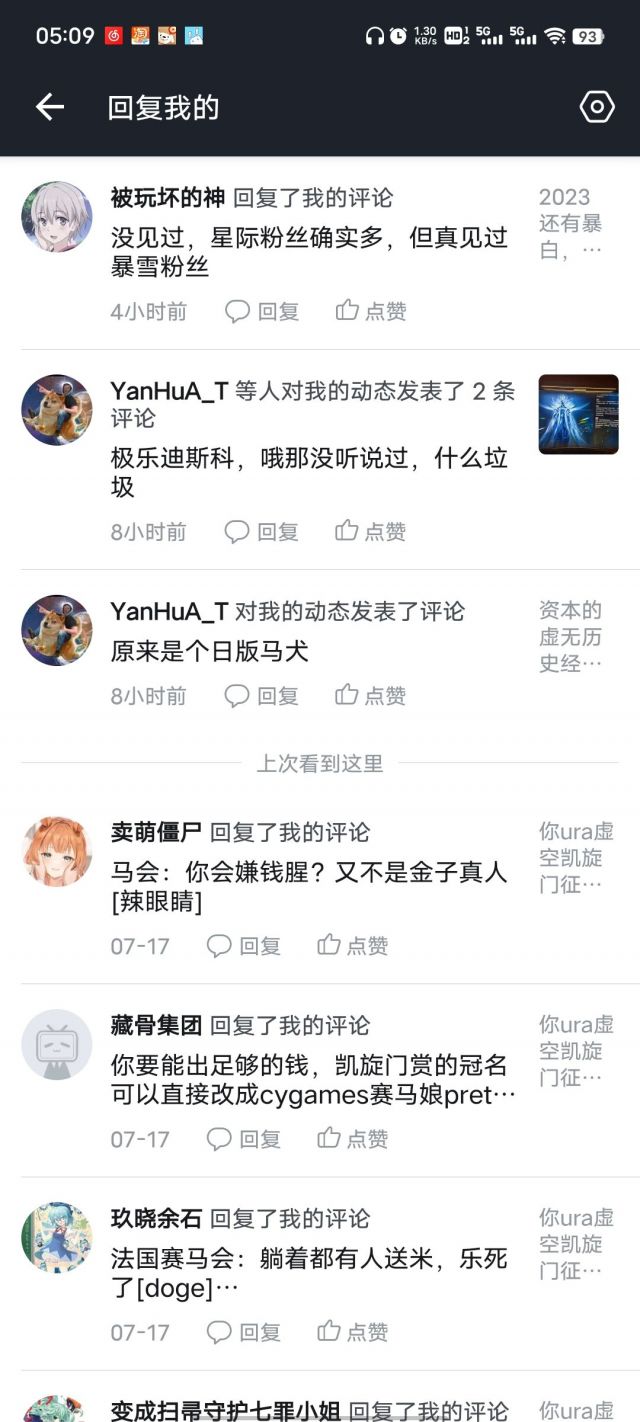 05:09
1.30
KB/s
HD 1
2
5G
5G
93
回复我的
被玩坏的神 回复了我的评论
没见过，星际粉丝确实多，但真见过
暴雪粉丝
2023
还有暴
白，…
4小时前 回复 点赞
YanHuA_T 等人对我的动态发表了 2 条
评论
极乐迪斯科，哦那没听说过，什么垃
圾
8小时前 回复 点赞
YanHuA_T 对我的动态发表了评论
原来是个日版马犬
资本的
虚无历
史经…
8小时前 回复 点赞
上次看到这里
卖萌僵尸 回复了我的评论
马会：你会嫌钱腥？又不是金子真人
[辣眼睛]
你ura虚
空凯旋
门征…
07-17 回复 点赞
藏骨集团 回复了我的评论
你要能出足够的钱，凯旋门赏的冠名
可以直接改成cygames赛马娘pret…
你ura虚
空凯旋
门征…
07-17 回复 点赞
玖晓余石 回复了我的评论
法国赛马会：躺着都有人送米，乐死
了[doge]…
你ura虚
空凯旋
门征…
07-17 回复 点赞
变成扫帚守护七罪小姐 回复了我的评论
你ura虚